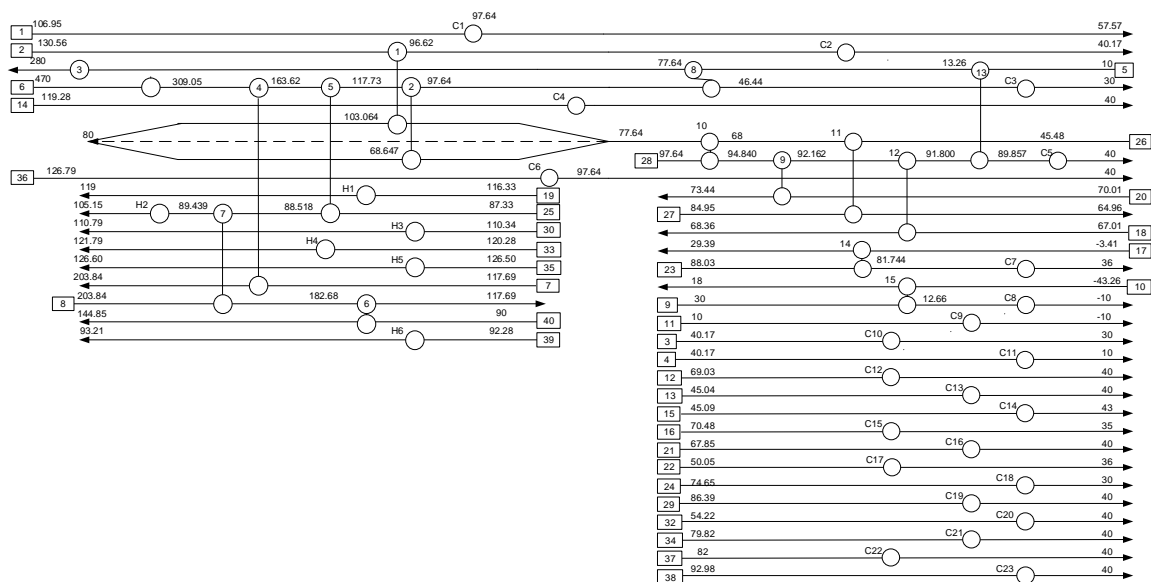 1 106.95 C1 97.64 57.57
2 130.56 1 96.62 C2 40.17
280 3 77.64 8 13.26 13 10 5
6 470 309.05 4 163.62 5 117.73 2 97.64 46.44 C3 30
14 119.28 C4 40
103.064
80 77.64 10 68 11 45.48 26
68.647 28 97.64 94.840 9 92.162 12 91.800 89.857 C5 40
36 126.79 C6 97.64 40
119 H1 116.33 19 73.44 70.01 20
105.15 H2 89.439 7 88.518 87.33 25 27 84.95 64.96
110.79 H3 110.34 30 68.36 67.01 18
121.79 H4 120.28 33 29.39 14 -3.41 17
126.60 H5 126.50 35 23 88.03 81.744 C7 36
203.84 117.69 7 18 15 -43.26 10
8 203.84 182.68 6 117.69 9 30 12.66 C8 -10
144.85 90 40 11 10 C9 -10
93.21 H6 92.28 39 3 40.17 C10 30
4 40.17 C11 10
12 69.03 C12 40
13 45.04 C13 40
15 45.09 C14 43
16 70.48 C15 35
21 67.85 C16 40
22 50.05 C17 36
24 74.65 C18 30
29 86.39 C19 40
32 54.22 C20 40
34 79.82 C21 40
37 82 C22 40
38 92.98 C23 40